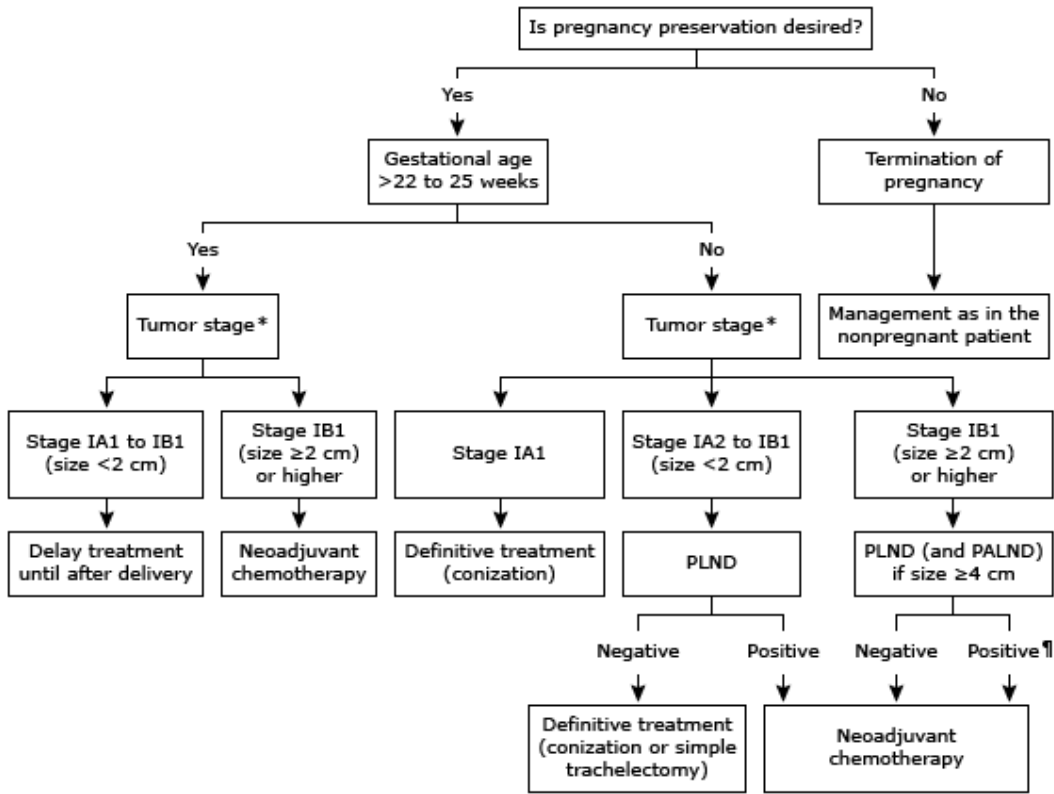 Is pregnancy preservation desired?
Yes
No
Gestational age
>22 to 25 weeks
Termination of
pregnancy
Yes
No
Tumor stage*
Tumor stage*
Management as in the
nonpregnant patient
Stage IA1 to IB1
(size <2 cm)
Stage IB1
(size ≥2 cm)
or higher
Stage IA1
Stage IA2 to IB1
(size <2 cm)
Stage IB1
(size ≥2 cm)
or higher
Delay treatment
until after delivery
Neoadjuvant
chemotherapy
Definitive treatment
(conization)
PLND
PLND (and PALND)
if size ≥4 cm
Negative
Positive
Negative
Positive¶
Definitive treatment
(conization or simple
trachelectomy)
Neoadjuvant
chemotherapy